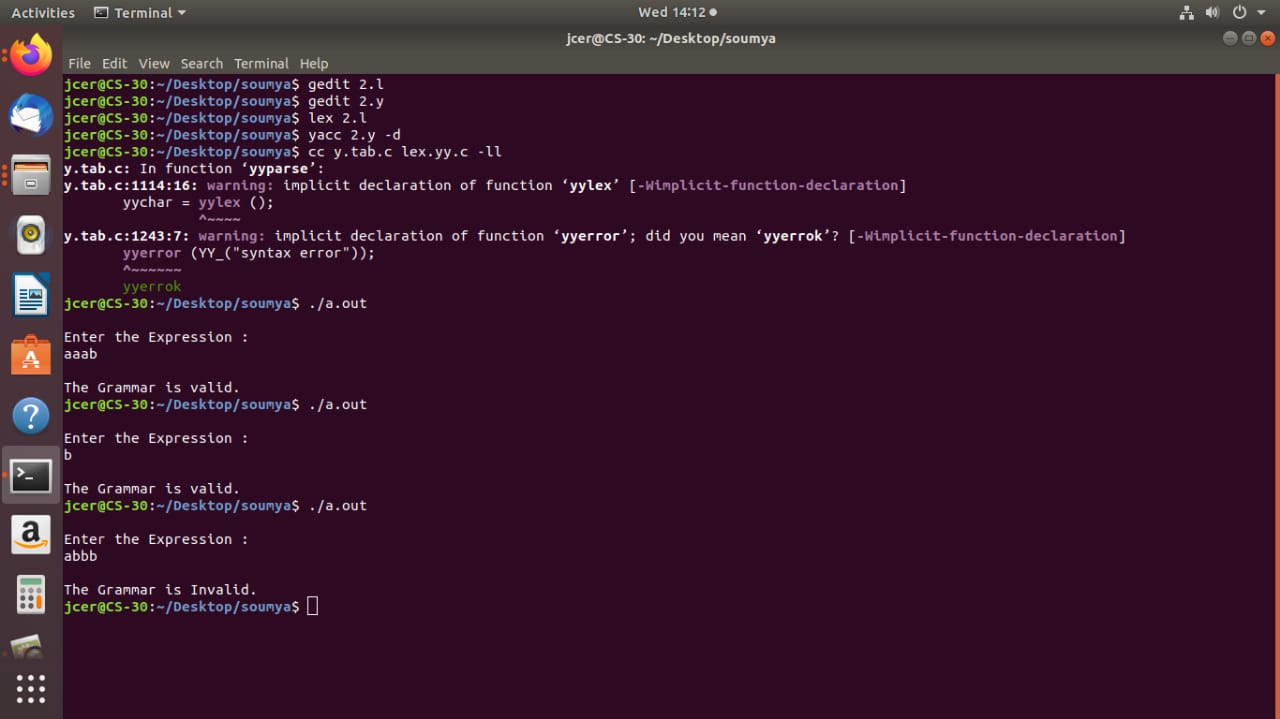 Activities Terminal Wed 14:12
jcer@CS-30: ~/Desktop/soumya
File Edit View Search Terminal Help
jcer@CS-30:~/Desktop/soumya$ gedit 2.l
jcer@CS-30:~/Desktop/soumya$ gedit 2.y
jcer@CS-30:~/Desktop/soumya$ lex 2.l
jcer@CS-30:~/Desktop/soumya$ yacc 2.y -d
jcer@CS-30:~/Desktop/soumya$ cc y.tab.c lex.yy.c -ll
y.tab.c: In function ‘yyparse’:
y.tab.c:1114:16: warning: implicit declaration of function ‘yylex’ [-Wimplicit-function-declaration]
yychar = yylex ();
^~~~~
y.tab.c:1243:7: warning: implicit declaration of function ‘yyerror’; did you mean ‘yyerrok’? [-Wimplicit-function-declaration]
yyerror (YY_("syntax error"));
^~~~~~~
yyerrok
jcer@CS-30:~/Desktop/soumya$ ./a.out
Enter the Expression :
aaab
The Grammar is valid.
jcer@CS-30:~/Desktop/soumya$ ./a.out
Enter the Expression :
b
The Grammar is valid.
jcer@CS-30:~/Desktop/soumya$ ./a.out
Enter the Expression :
abbb
The Grammar is Invalid.
jcer@CS-30:~/Desktop/soumya$